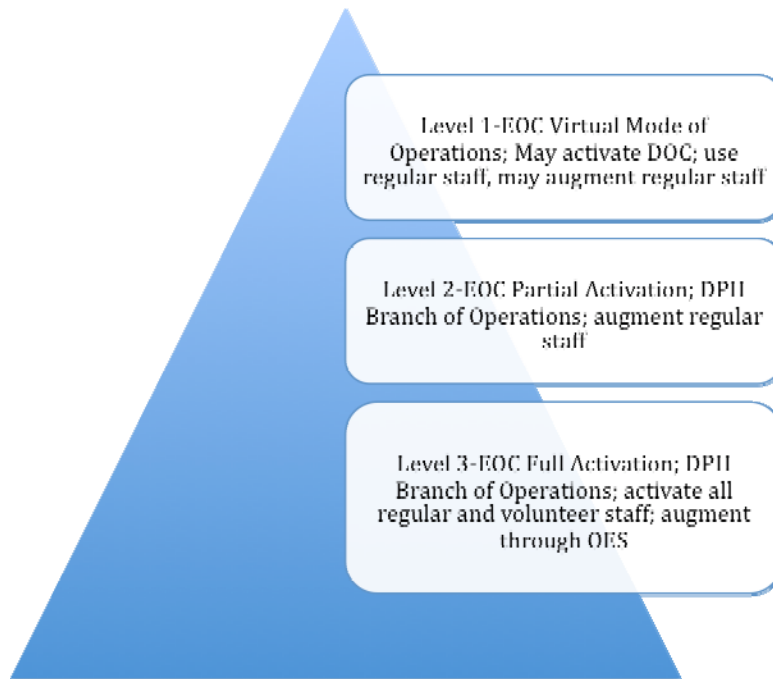 Level 1-EOC Virtual Mode of
Operations; May activate DOC; use
regular staff, may augment regular staff
Level 2-EOC Partial Activation; DPH
Branch of Operations; augment regular
staff
Level 3-EOC Full Activation; DPH
Branch of Operations; activate all
regular and volunteer staff; augment
through OES